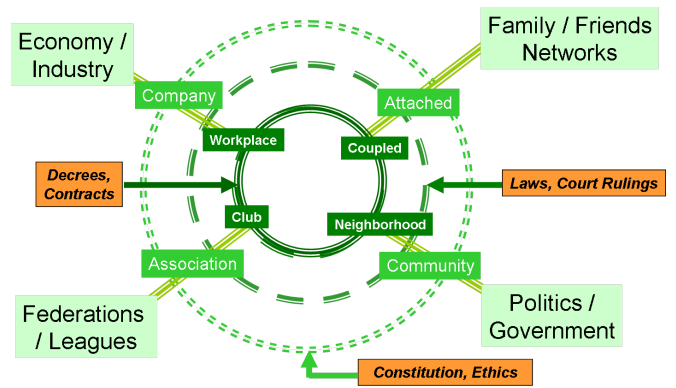 Economy /
Industry
Family / Friends
Networks
Company
Attached
Workplace
Coupled
Decrees,
Contracts
Laws, Court Rulings
Club
Neighborhood
Association
Community
Federations
/ Leagues
Politics /
Government
Constitution, Ethics